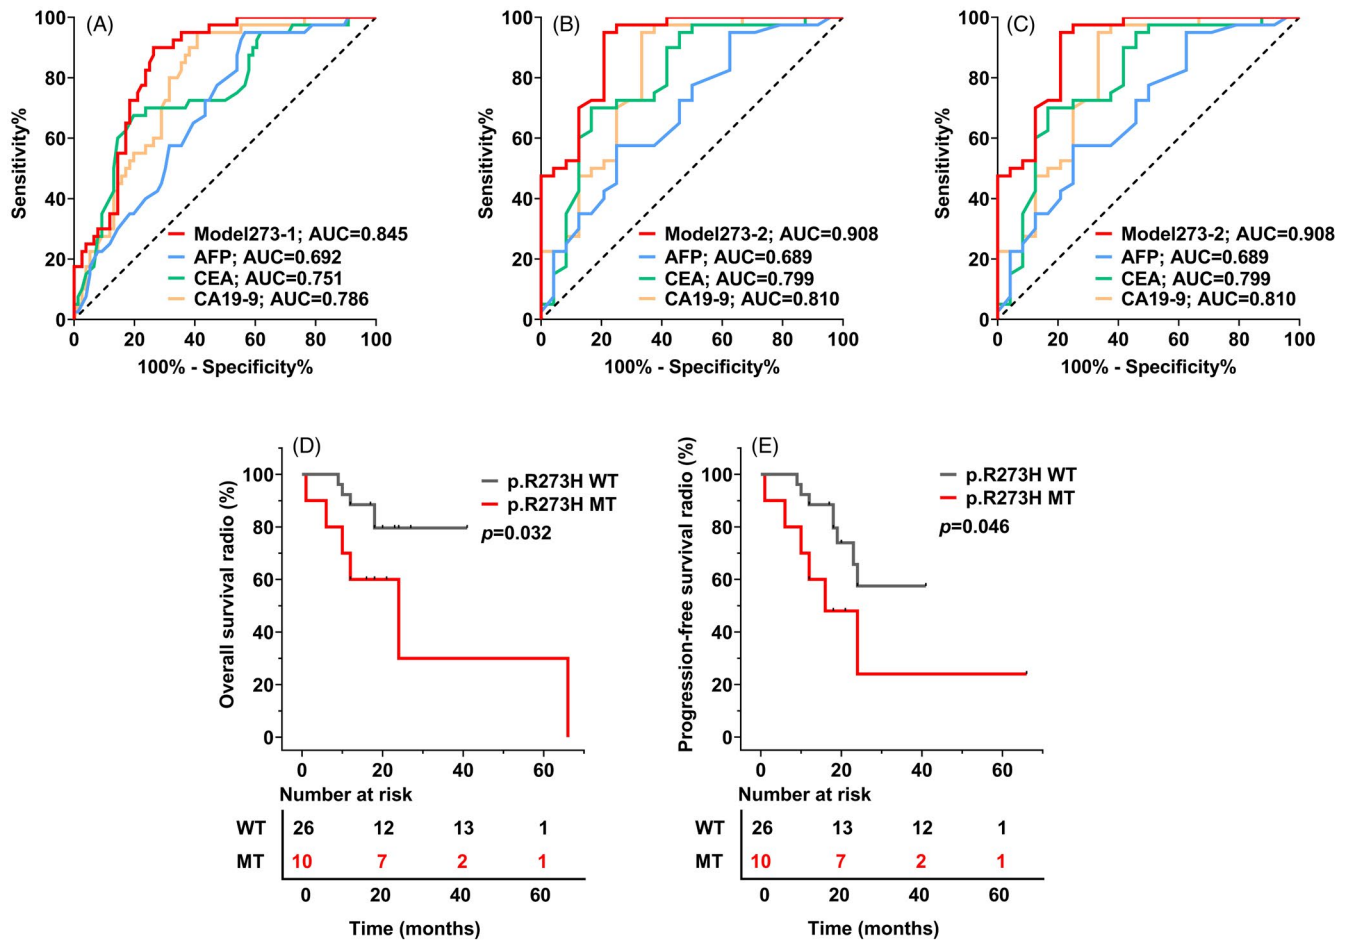 (A)
100
80
60
40
20
0
Sensitivity%
Model273-1; AUC=0.845
AFP; AUC=0.692
CEA; AUC=0.751
CA19-9; AUC=0.786
0 20 40 60 80 100
100% - Specificity%
(B)
100
80
60
40
20
0
Sensitivity%
Model273-2; AUC=0.908
AFP; AUC=0.689
CEA; AUC=0.799
CA19-9; AUC=0.810
0 20 40 60 80 100
100% - Specificity%
(C)
100
80
60
40
20
0
Sensitivity%
Model273-2; AUC=0.908
AFP; AUC=0.689
CEA; AUC=0.799
CA19-9; AUC=0.810
0 20 40 60 80 100
100% - Specificity%
(D)
Overall survival radio (%)
100
80
60
40
20
0
p.R273H WT
p.R273H MT
p=0.032
0 20 40 60
Number at risk
WT 26 12 13 1
MT 10 7 2 1
0 20 40 60
Time (months)
(E)
Progression-free survival radio (%)
100
80
60
40
20
0
p.R273H WT
p.R273H MT
p=0.046
0 20 40 60
Number at risk
WT 26 13 12 1
MT 10 7 2 1
0 20 40 60
Time (months)